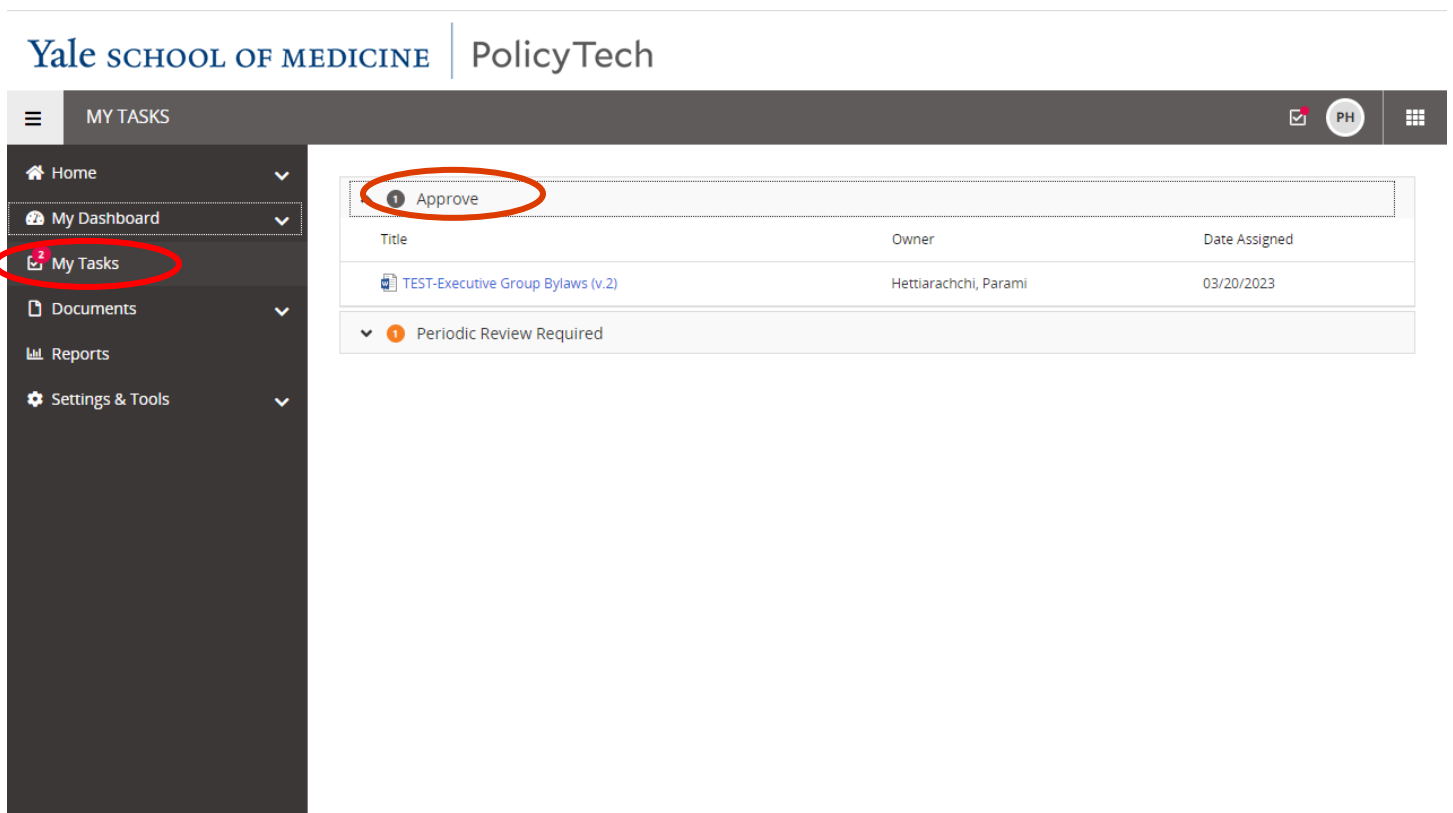 Yale SCHOOL OF MEDICINE PolicyTech
MY TASKS PH
Home
My Dashboard
2 My Tasks
Documents
Reports
Settings & Tools
1 Approve
Title Owner Date Assigned
TEST-Executive Group Bylaws (v.2) Hettiarachchi, Parami 03/20/2023
1 Periodic Review Required